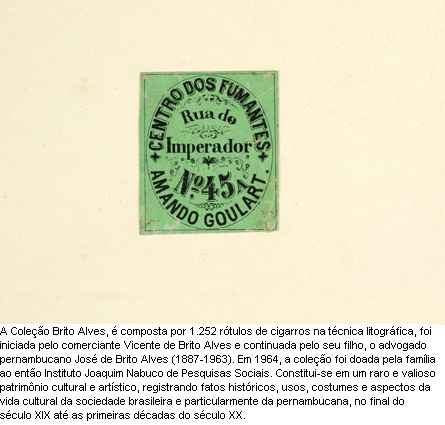 CENTRO DOS FUMANTES
Rua do
Imperador
Nº 45 A
AMANDO GOULART.
A Coleção Brito Alves, é composta por 1.252 rótulos de cigarros na técnica litográfica, foi
iniciada pelo comerciante Vicente de Brito Alves e continuada pelo seu filho, o advogado
pernambucano José de Brito Alves (1887-1963). Em 1964, a coleção foi doada pela família
ao então Instituto Joaquim Nabuco de Pesquisas Sociais. Constitui-se em um raro e valioso
patrimônio cultural e artístico, registrando fatos históricos, usos, costumes e aspectos da
vida cultural da sociedade brasileira e particularmente da pernambucana, no final do
século XIX até as primeiras décadas do século XX.